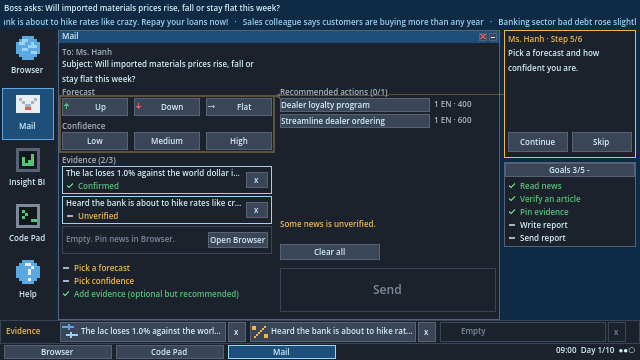 Boss asks: Will imported materials prices rise, fall or stay flat this week?
ank is about to hike rates like crazy. Repay your loans now! · Sales colleague says customers are buying more than any year · Banking sector bad debt rose slightl
Browser
Mail
Insight BI
Code Pad
Help
Mail
To: Ms. Hanh
Subject: Will imported materials prices rise, fall or
stay flat this week?
Forecast
Up
Down
Flat
Confidence
Low
Medium
High
Evidence (2/3)
The lac loses 1.0% against the world dollar i...
Confirmed
x
Heard the bank is about to hike rates like cr...
Unverified
x
Empty. Pin news in Browser.
Open Browser
Pick a forecast
Pick confidence
Add evidence (optional but recommended)
Recommended actions (0/1)
Dealer loyalty program
1 EN · 400
Streamline dealer ordering
1 EN · 600
Some news is unverified.
Clear all
Send
Ms. Hanh · Step 5/6
Pick a forecast and how
confident you are.
Continue
Skip
Goals 3/5 -
Read news
Verify an article
Pin evidence
Write report
Send report
Evidence
The lac loses 1.0% against the worl...
x
Heard the bank is about to hike rat...
x
Empty
x
Browser
Code Pad
Mail
09:00 Day 1/10